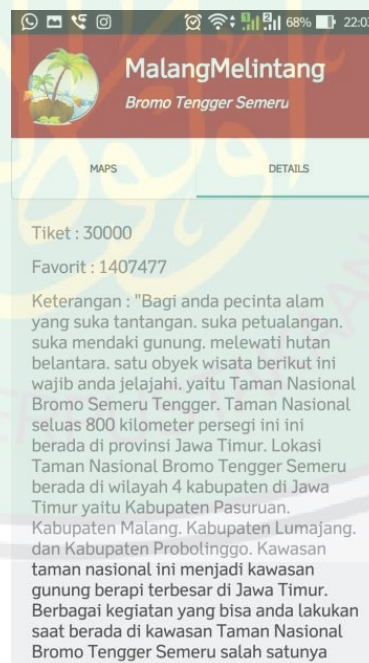 68% 22:03
MalangMelintang
Bromo Tengger Semeru
MAPS DETAILS
Tiket : 30000
Favorit : 1407477
Keterangan : "Bagi anda pecinta alam
yang suka tantangan. suka petualangan.
suka mendaki gunung. melewati hutan
belantara. satu obyek wisata berikut ini
wajib anda jelajahi. yaitu Taman Nasional
Bromo Semeru Tengger. Taman Nasional
seluas 800 kilometer persegi ini ini
berada di provinsi Jawa Timur. Lokasi
Taman Nasional Bromo Tengger Semeru
berada di wilayah 4 kabupaten di Jawa
Timur yaitu Kabupaten Pasuruan.
Kabupaten Malang. Kabupaten Lumajang.
dan Kabupaten Probolinggo. Kawasan
taman nasional ini menjadi kawasan
gunung berapi terbesar di Jawa Timur.
Berbagai kegiatan yang bisa anda lakukan
saat berada di kawasan Taman Nasional
Bromo Tengger Semeru salah satunya